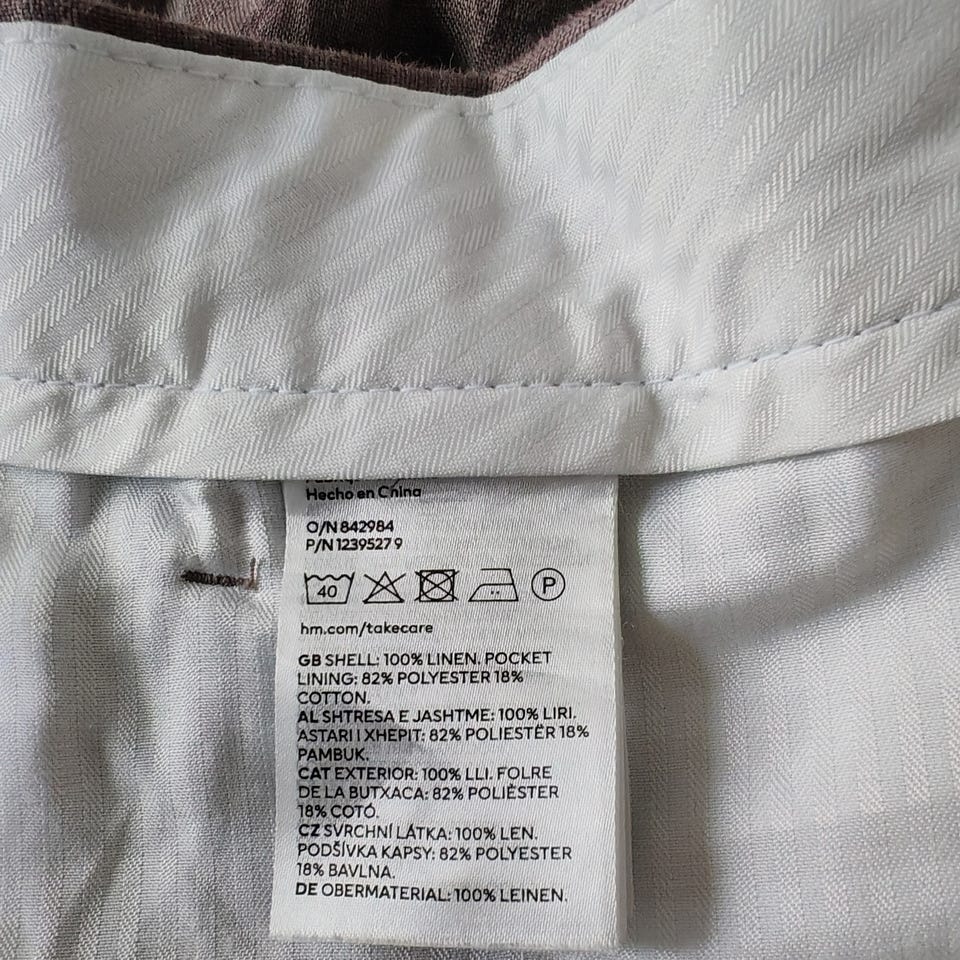 Hecho en China
O/N 842984
P/N 1239527 9
40
P
hm.com/takecare
GB SHELL: 100% LINEN. POCKET
LINING: 82% POLYESTER 18%
COTTON.
AL SHTRESA E JASHTME: 100% LIRI.
ASTARI I XHEPIT: 82% POLIESTËR 18%
PAMBUK.
CAT EXTERIOR: 100% LLI. FOLRE
DE LA BUTXACA: 82% POLIÈSTER
18% COTÓ.
CZ SVRCHNÍ LÁTKA: 100% LEN.
PODŠÍVKA KAPSY: 82% POLYESTER
18% BAVLNA.
DE OBERMATERIAL: 100% LEINEN.